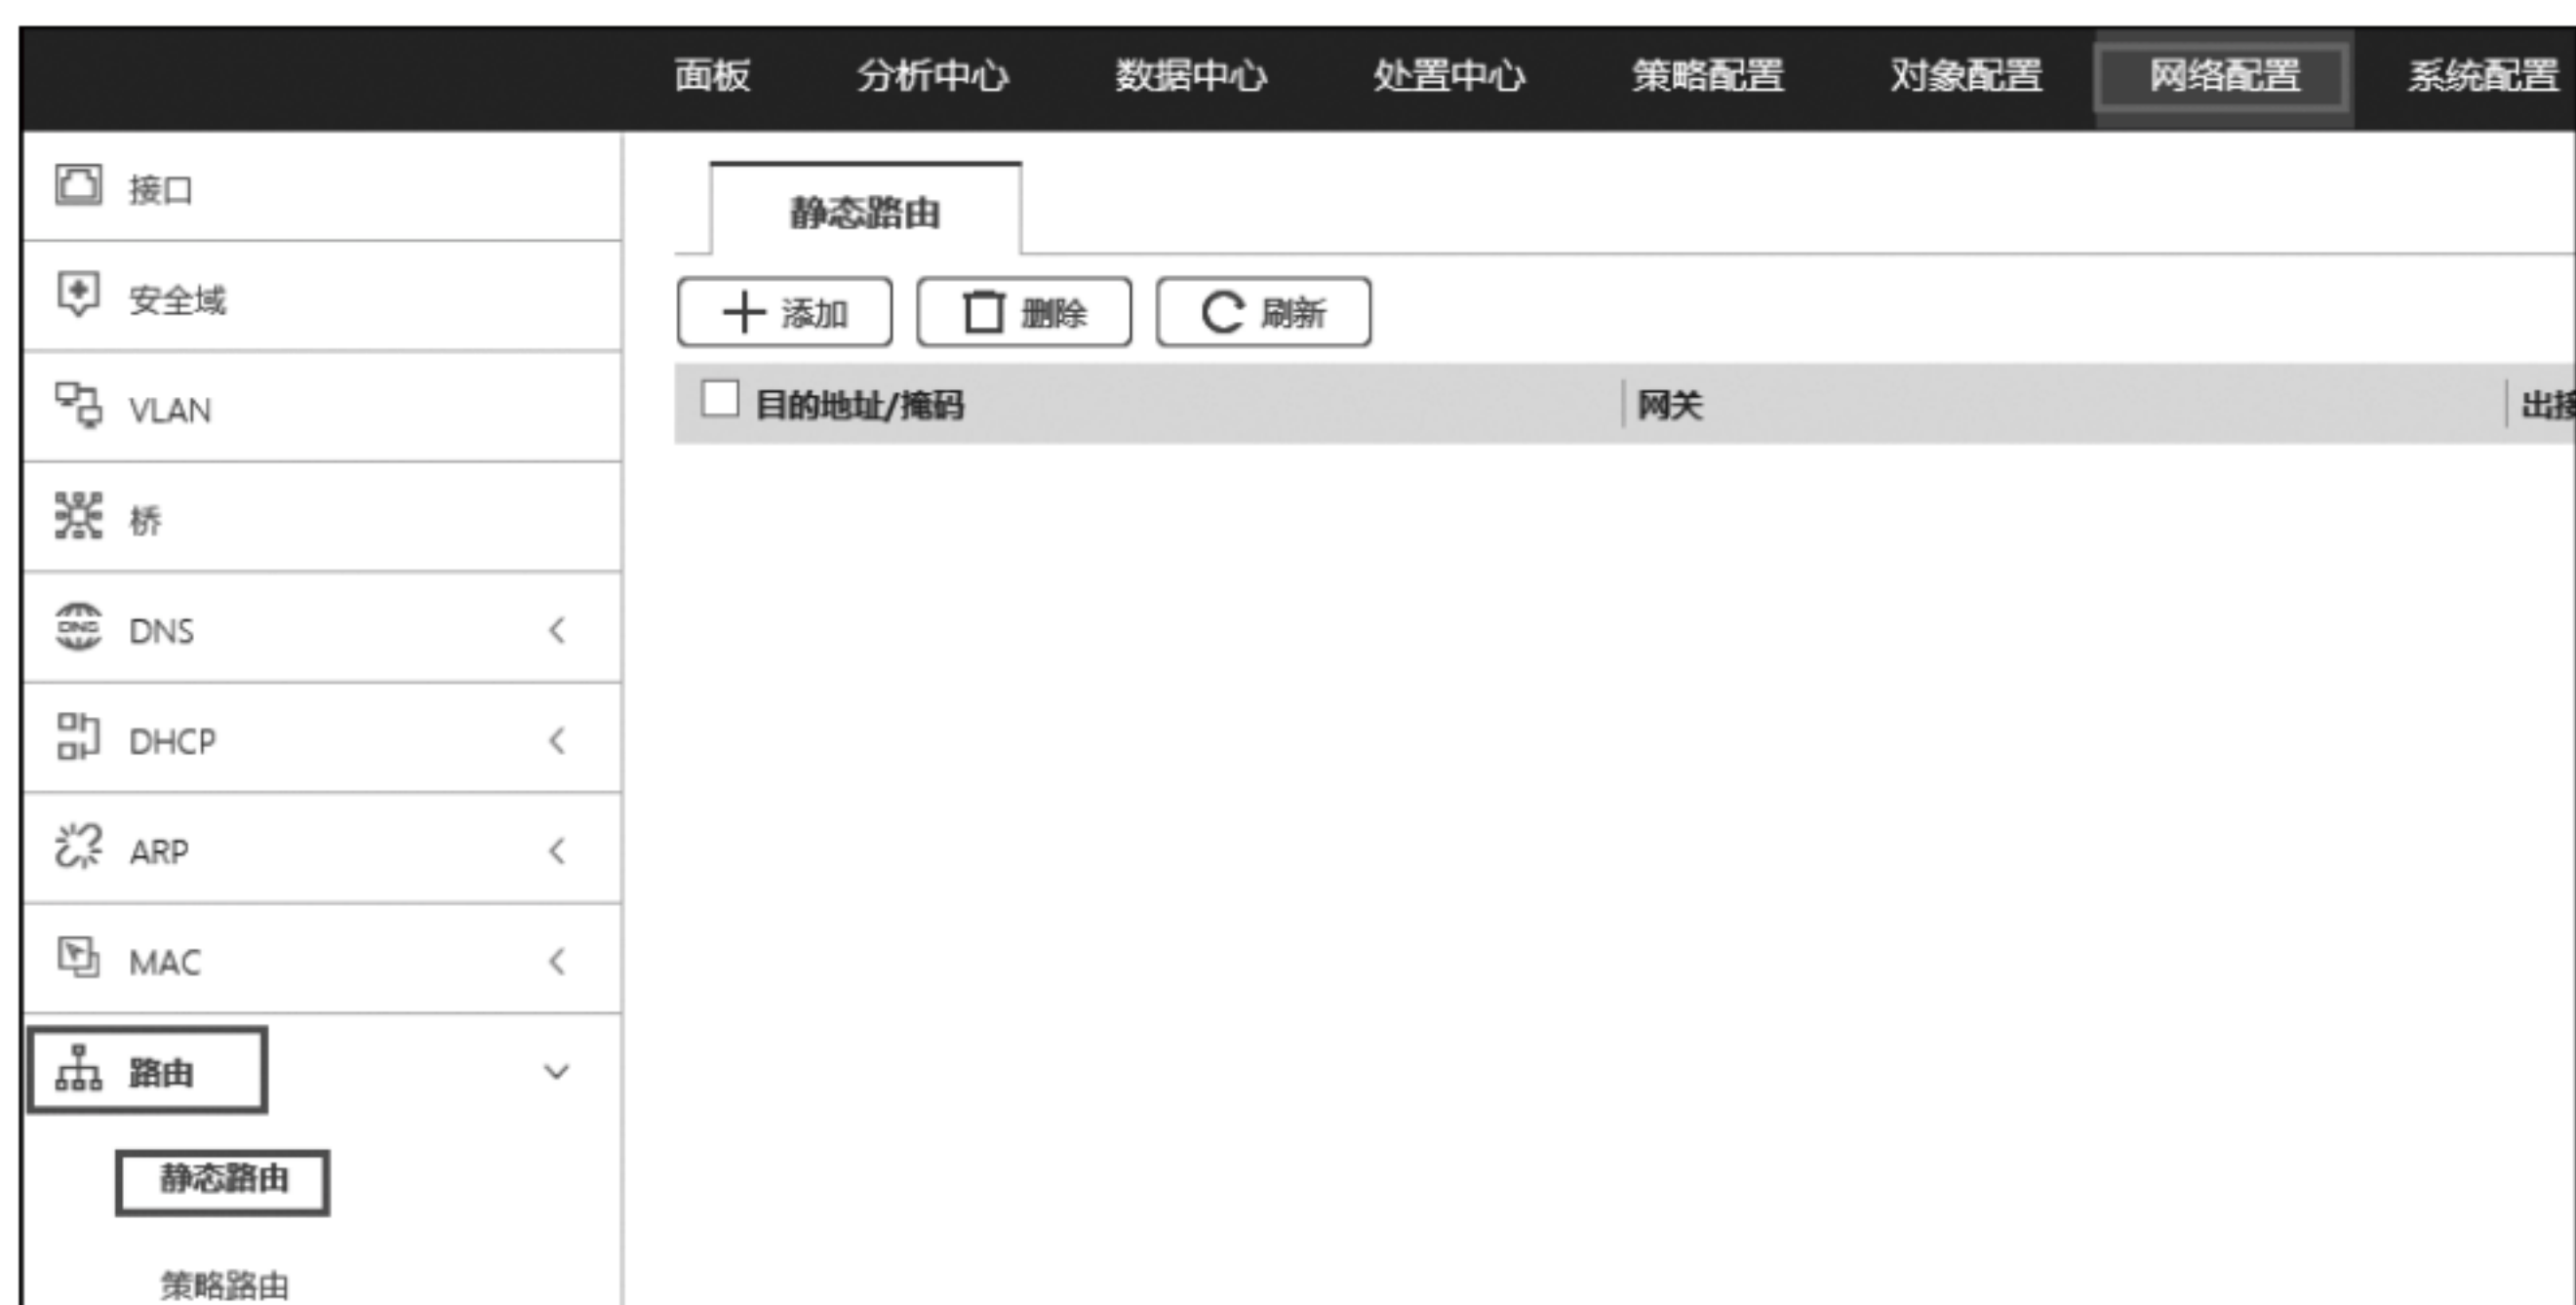 面板 分析中心 数据中心 处置中心 策略配置 对象配置 网络配置 系统配置
接口
安全域
VLAN
桥
DNS
DHCP
ARP
MAC
路由
静态路由
策略路由
静态路由
添加 删除 刷新
目的地址/掩码 网关 出接